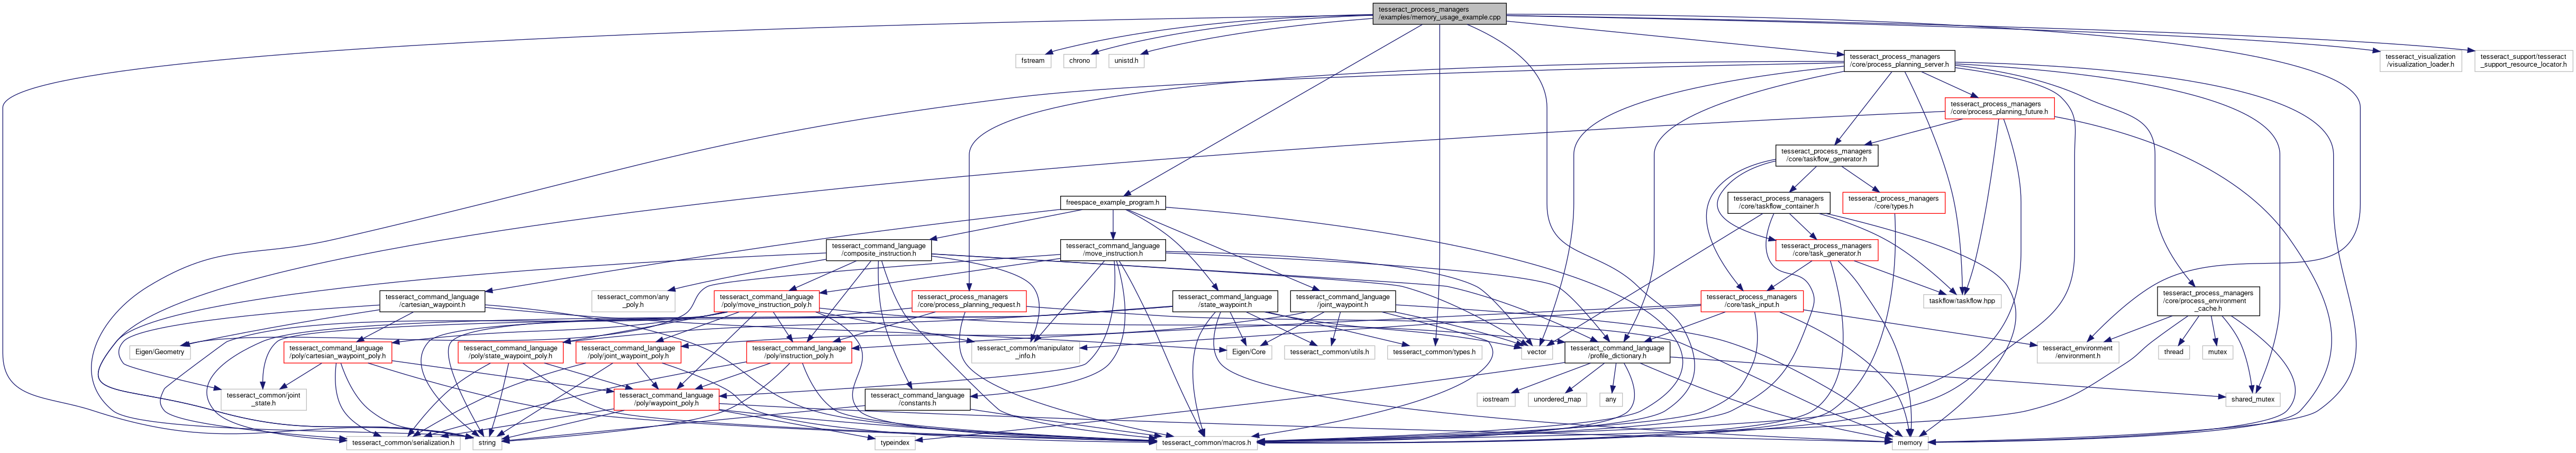 tesseract_process_managers
/examples/memory_usage_example.cpp
fstream
chrono
unistd.h
tesseract_process_managers
/core/process_planning_server.h
tesseract_visualization
/visualization_loader.h
tesseract_support/tesseract
_support_resource_locator.h
tesseract_process_managers
/core/process_planning_future.h
tesseract_process_managers
/core/taskflow_generator.h
freespace_example_program.h
tesseract_process_managers
/core/taskflow_container.h
tesseract_process_managers
/core/types.h
tesseract_command_language
/composite_instruction.h
tesseract_command_language
/move_instruction.h
tesseract_process_managers
/core/task_generator.h
tesseract_command_language
/cartesian_waypoint.h
tesseract_common/any
_poly.h
tesseract_command_language
/poly/move_instruction_poly.h
tesseract_process_managers
/core/process_planning_request.h
tesseract_command_language
/state_waypoint.h
tesseract_command_language
/joint_waypoint.h
tesseract_process_managers
/core/task_input.h
taskflow/taskflow.hpp
tesseract_process_managers
/core/process_environment
_cache.h
Eigen/Geometry
tesseract_command_language
/poly/cartesian_waypoint_poly.h
tesseract_command_language
/poly/state_waypoint_poly.h
tesseract_command_language
/poly/joint_waypoint_poly.h
tesseract_command_language
/poly/instruction_poly.h
tesseract_common/manipulator
_info.h
Eigen/Core
tesseract_common/utils.h
tesseract_common/types.h
vector
tesseract_command_language
/profile_dictionary.h
tesseract_environment
/environment.h
thread
mutex
tesseract_common/joint
_state.h
tesseract_command_language
/poly/waypoint_poly.h
tesseract_command_language
/constants.h
iostream
unordered_map
any
shared_mutex
tesseract_common/serialization.h
string
typeindex
tesseract_common/macros.h
memory